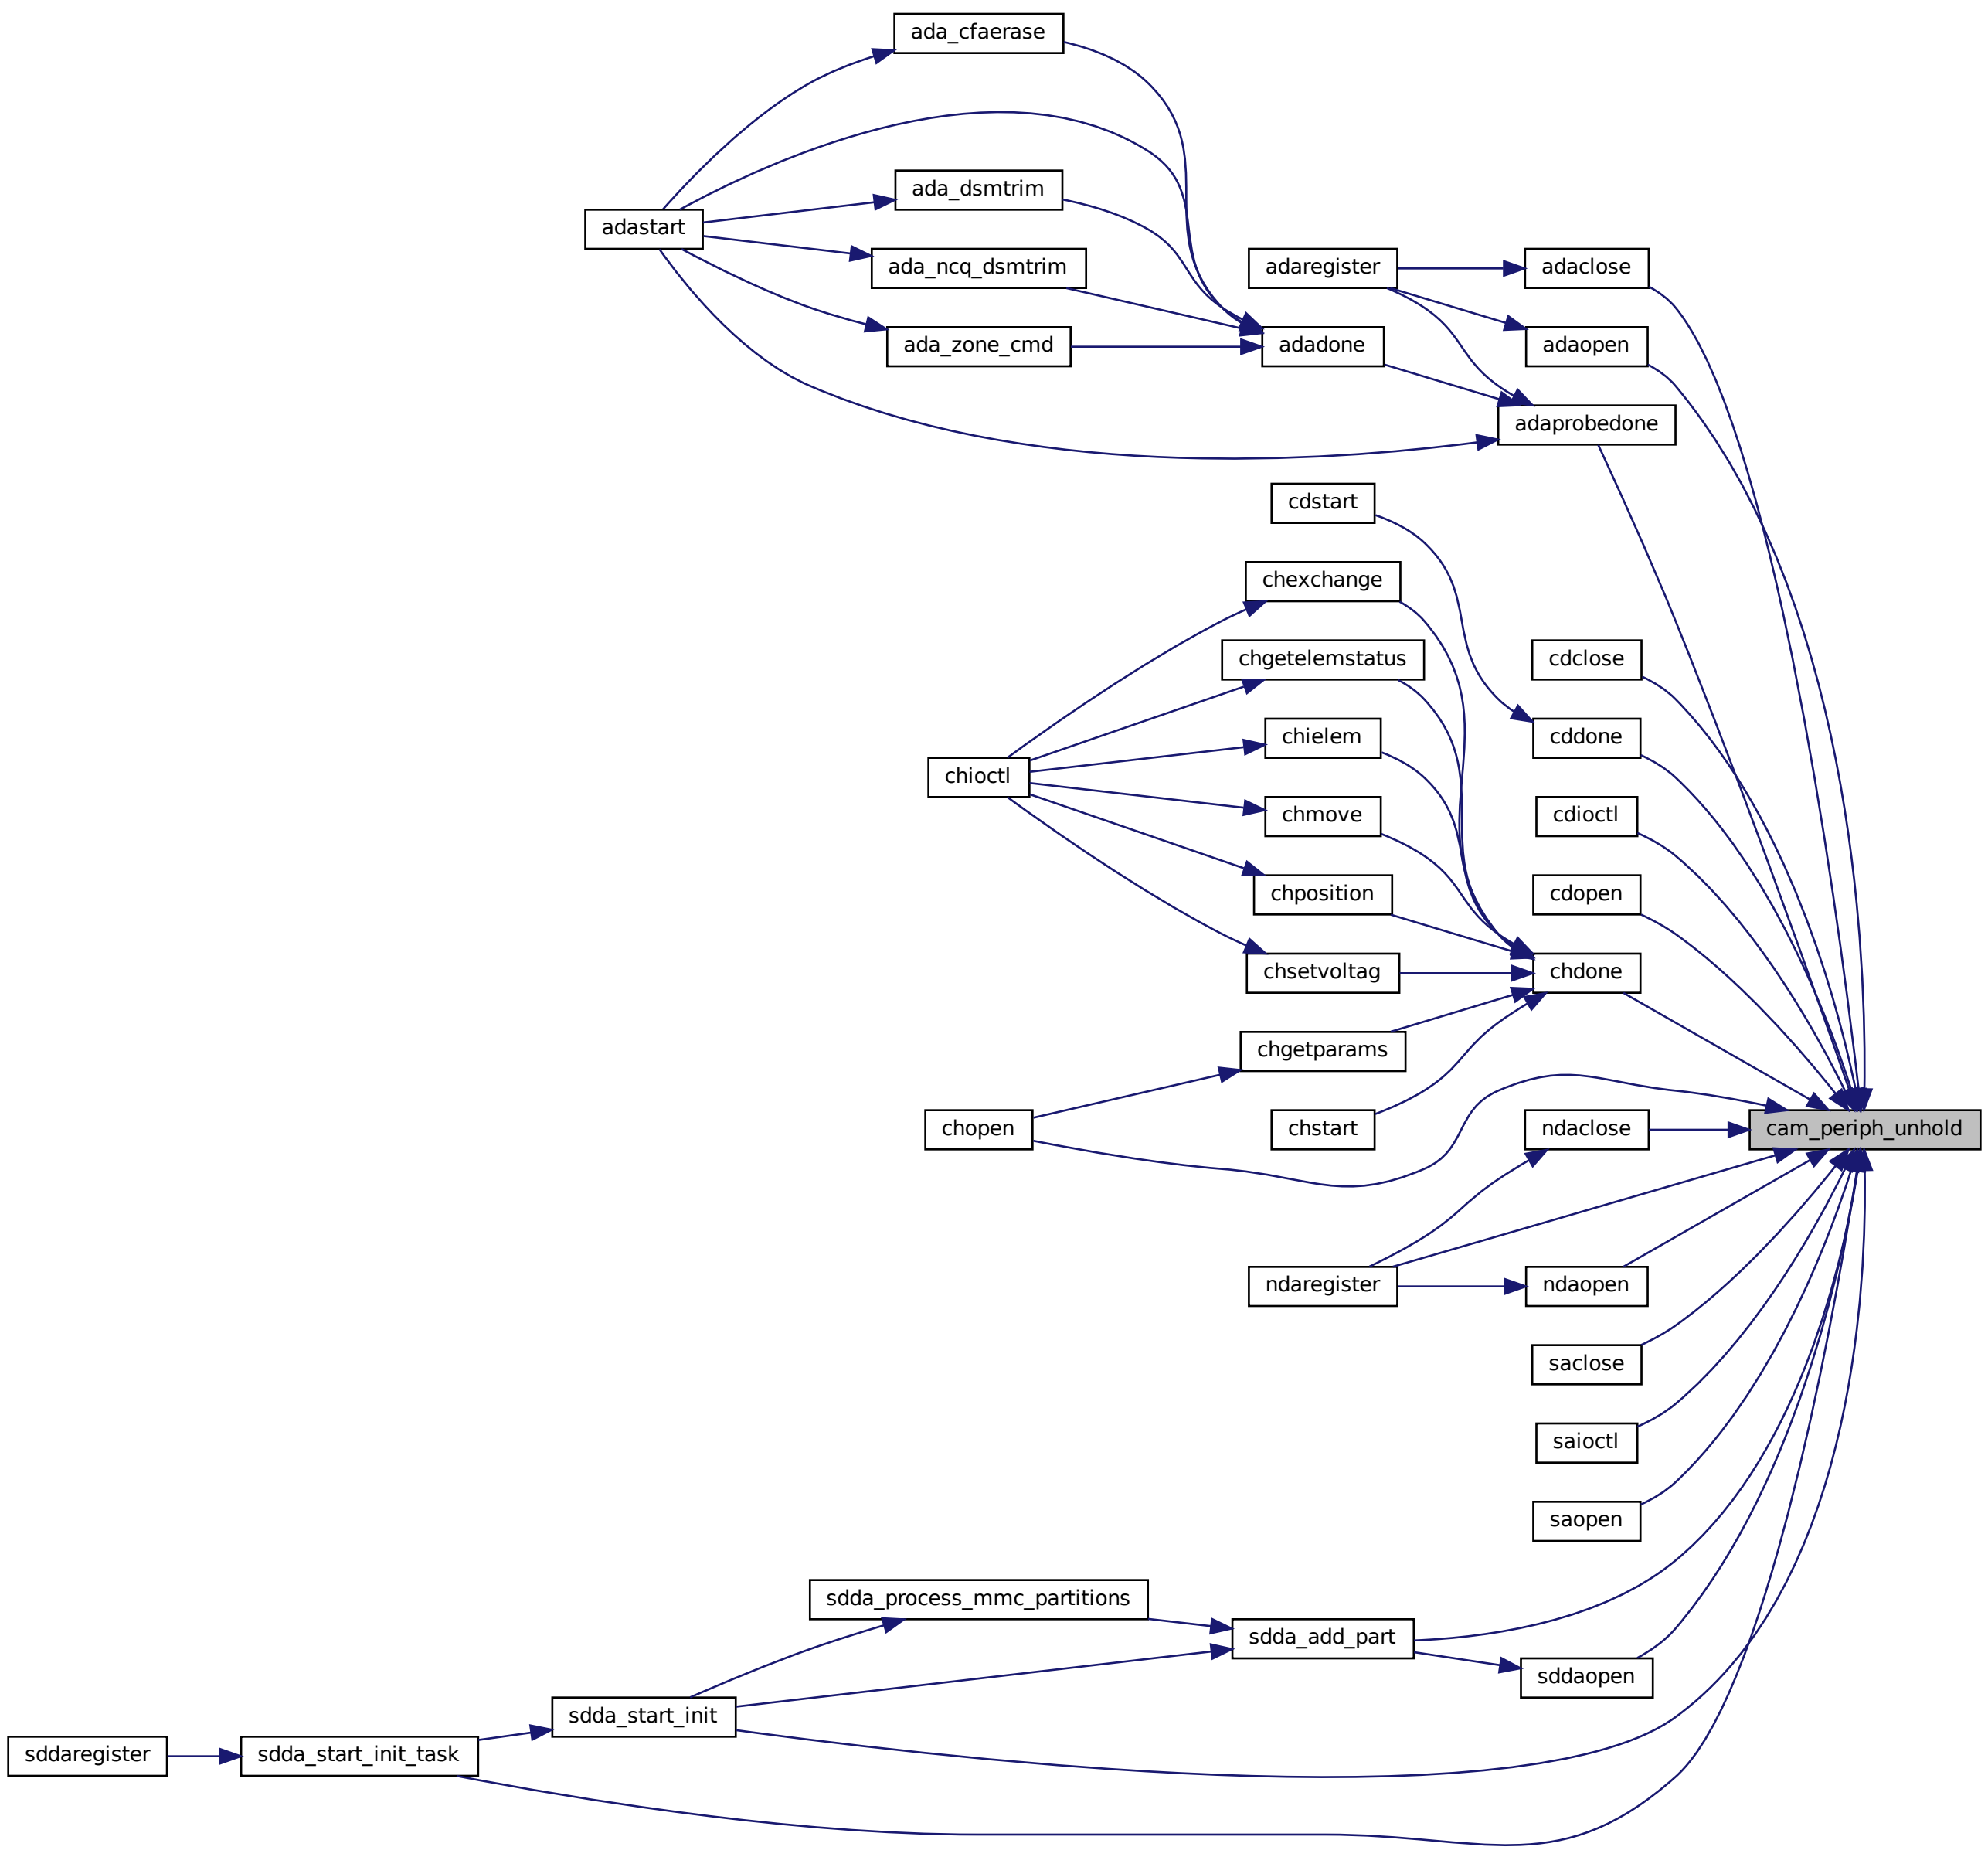 ada_cfaerase
ada_dsmtrim
adastart
ada_ncq_dsmtrim
adaregister
adaclose
ada_zone_cmd
adadone
adaopen
adaprobedone
cdstart
chexchange
chgetelemstatus
cdclose
chielem
cddone
chioctl
chmove
cdioctl
chposition
cdopen
chsetvoltag
chdone
chgetparams
chopen
chstart
ndaclose
cam_periph_unhold
ndaregister
ndaopen
saclose
saioctl
saopen
sdda_process_mmc_partitions
sdda_add_part
sddaopen
sdda_start_init
sddaregister
sdda_start_init_task